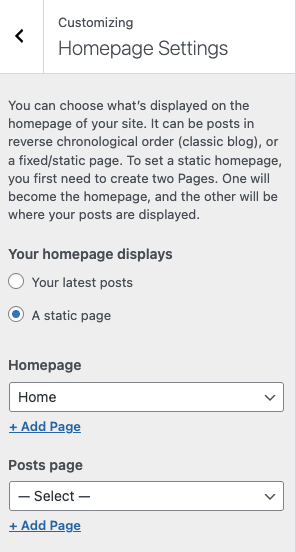 Customizing
Homepage Settings
You can choose what's displayed on the
homepage of your site. It can be posts in
reverse chronological order (classic blog), or
a fixed/static page. To set a static homepage,
you first need to create two Pages. One will
become the homepage, and the other will be
where your posts are displayed.
Your homepage displays
Your latest posts
A static page
Homepage
Home
+ Add Page
Posts page
— Select —
+ Add Page